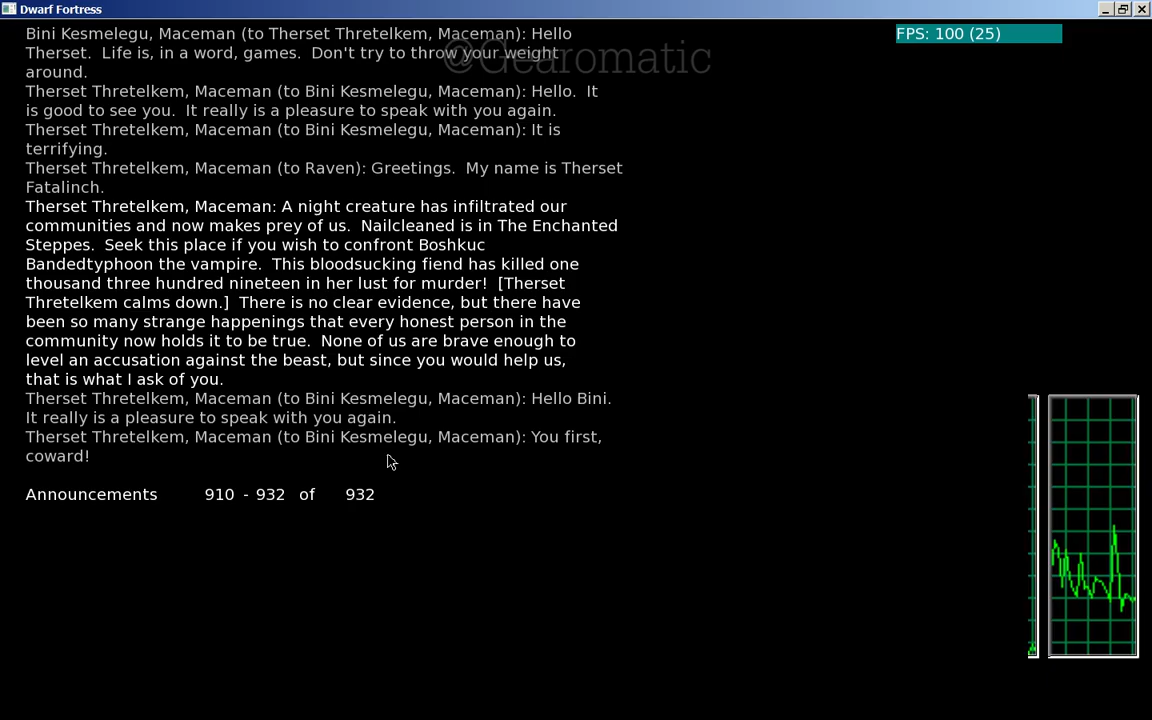 Dwarf Fortress
Bini Kesmelegu, Maceman (to Therset Thretelkem, Maceman): Hello
Therset.  Life is, in a word, games.  Don't try to throw your weight
around.
Therset Thretelkem, Maceman (to Bini Kesmelegu, Maceman): Hello.  It
is good to see you.  It really is a pleasure to speak with you again.
Therset Thretelkem, Maceman (to Bini Kesmelegu, Maceman): It is
terrifying.
Therset Thretelkem, Maceman (to Raven): Greetings.  My name is Therset
Fatalinch.
Therset Thretelkem, Maceman: A night creature has infiltrated our
communities and now makes prey of us.  Nailcleaned is in The Enchanted
Steppes.  Seek this place if you wish to confront Boshkuc
Bandedtyphoon the vampire.  This bloodsucking fiend has killed one
thousand three hundred nineteen in her lust for murder!  [Therset
Thretelkem calms down.]  There is no clear evidence, but there have
been so many strange happenings that every honest person in the
community now holds it to be true.  None of us are brave enough to
level an accusation against the beast, but since you would help us,
that is what I ask of you.
Therset Thretelkem, Maceman (to Bini Kesmelegu, Maceman): Hello Bini.
It really is a pleasure to speak with you again.
Therset Thretelkem, Maceman (to Bini Kesmelegu, Maceman): You first,
coward!
Announcements 910 - 932 of 932
FPS: 100 (25)
@Gearomatic